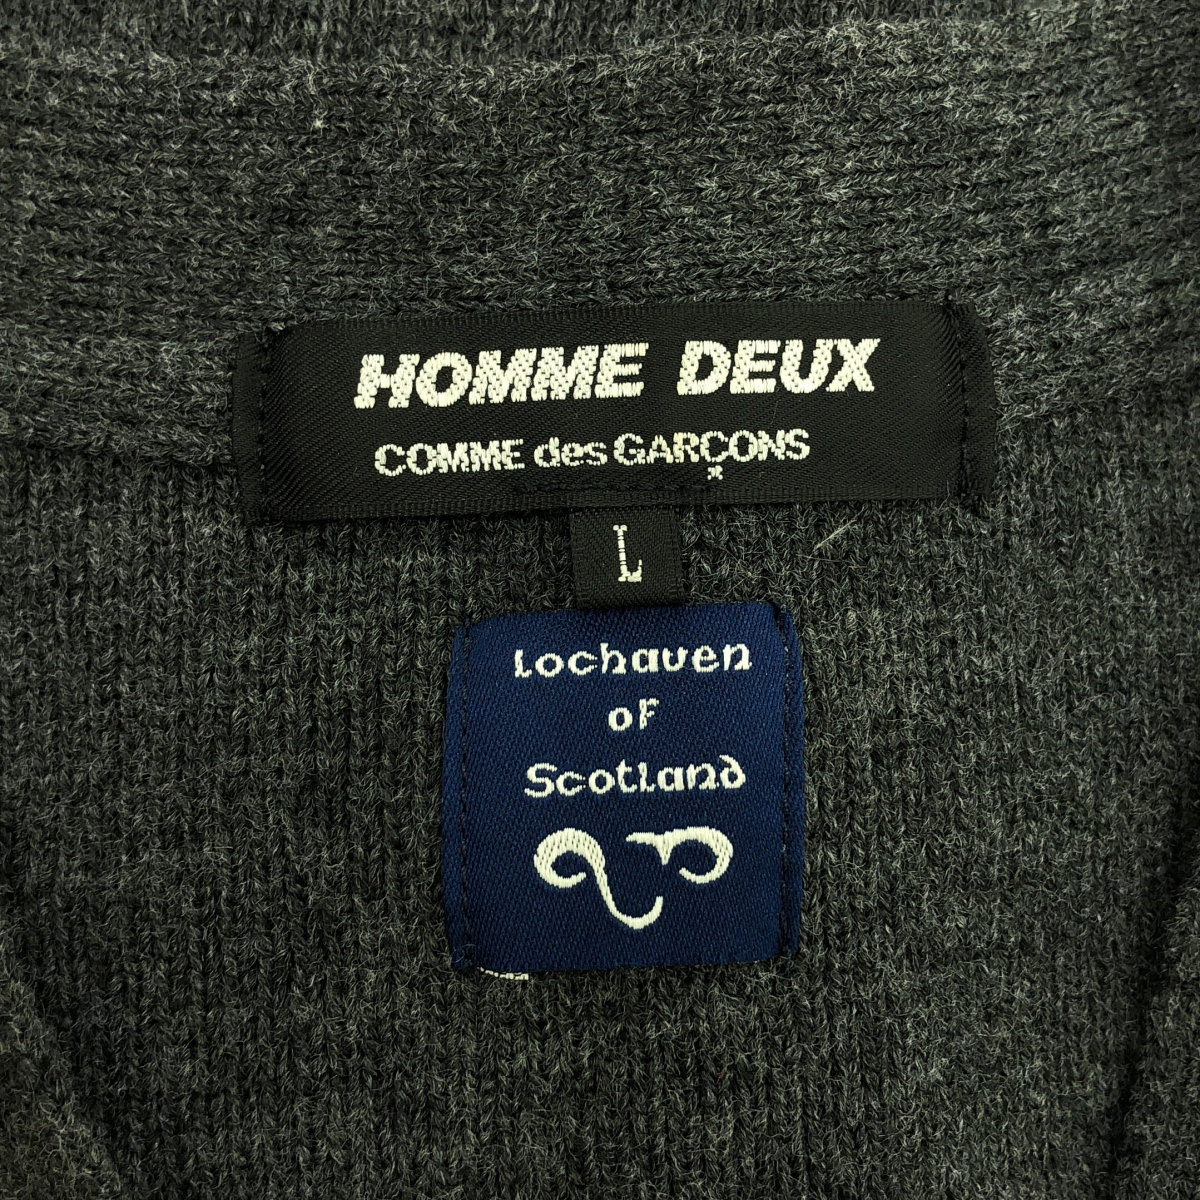 HOMME DEUX
COMME des GARÇONS
L
Lochaven
of
Scotland